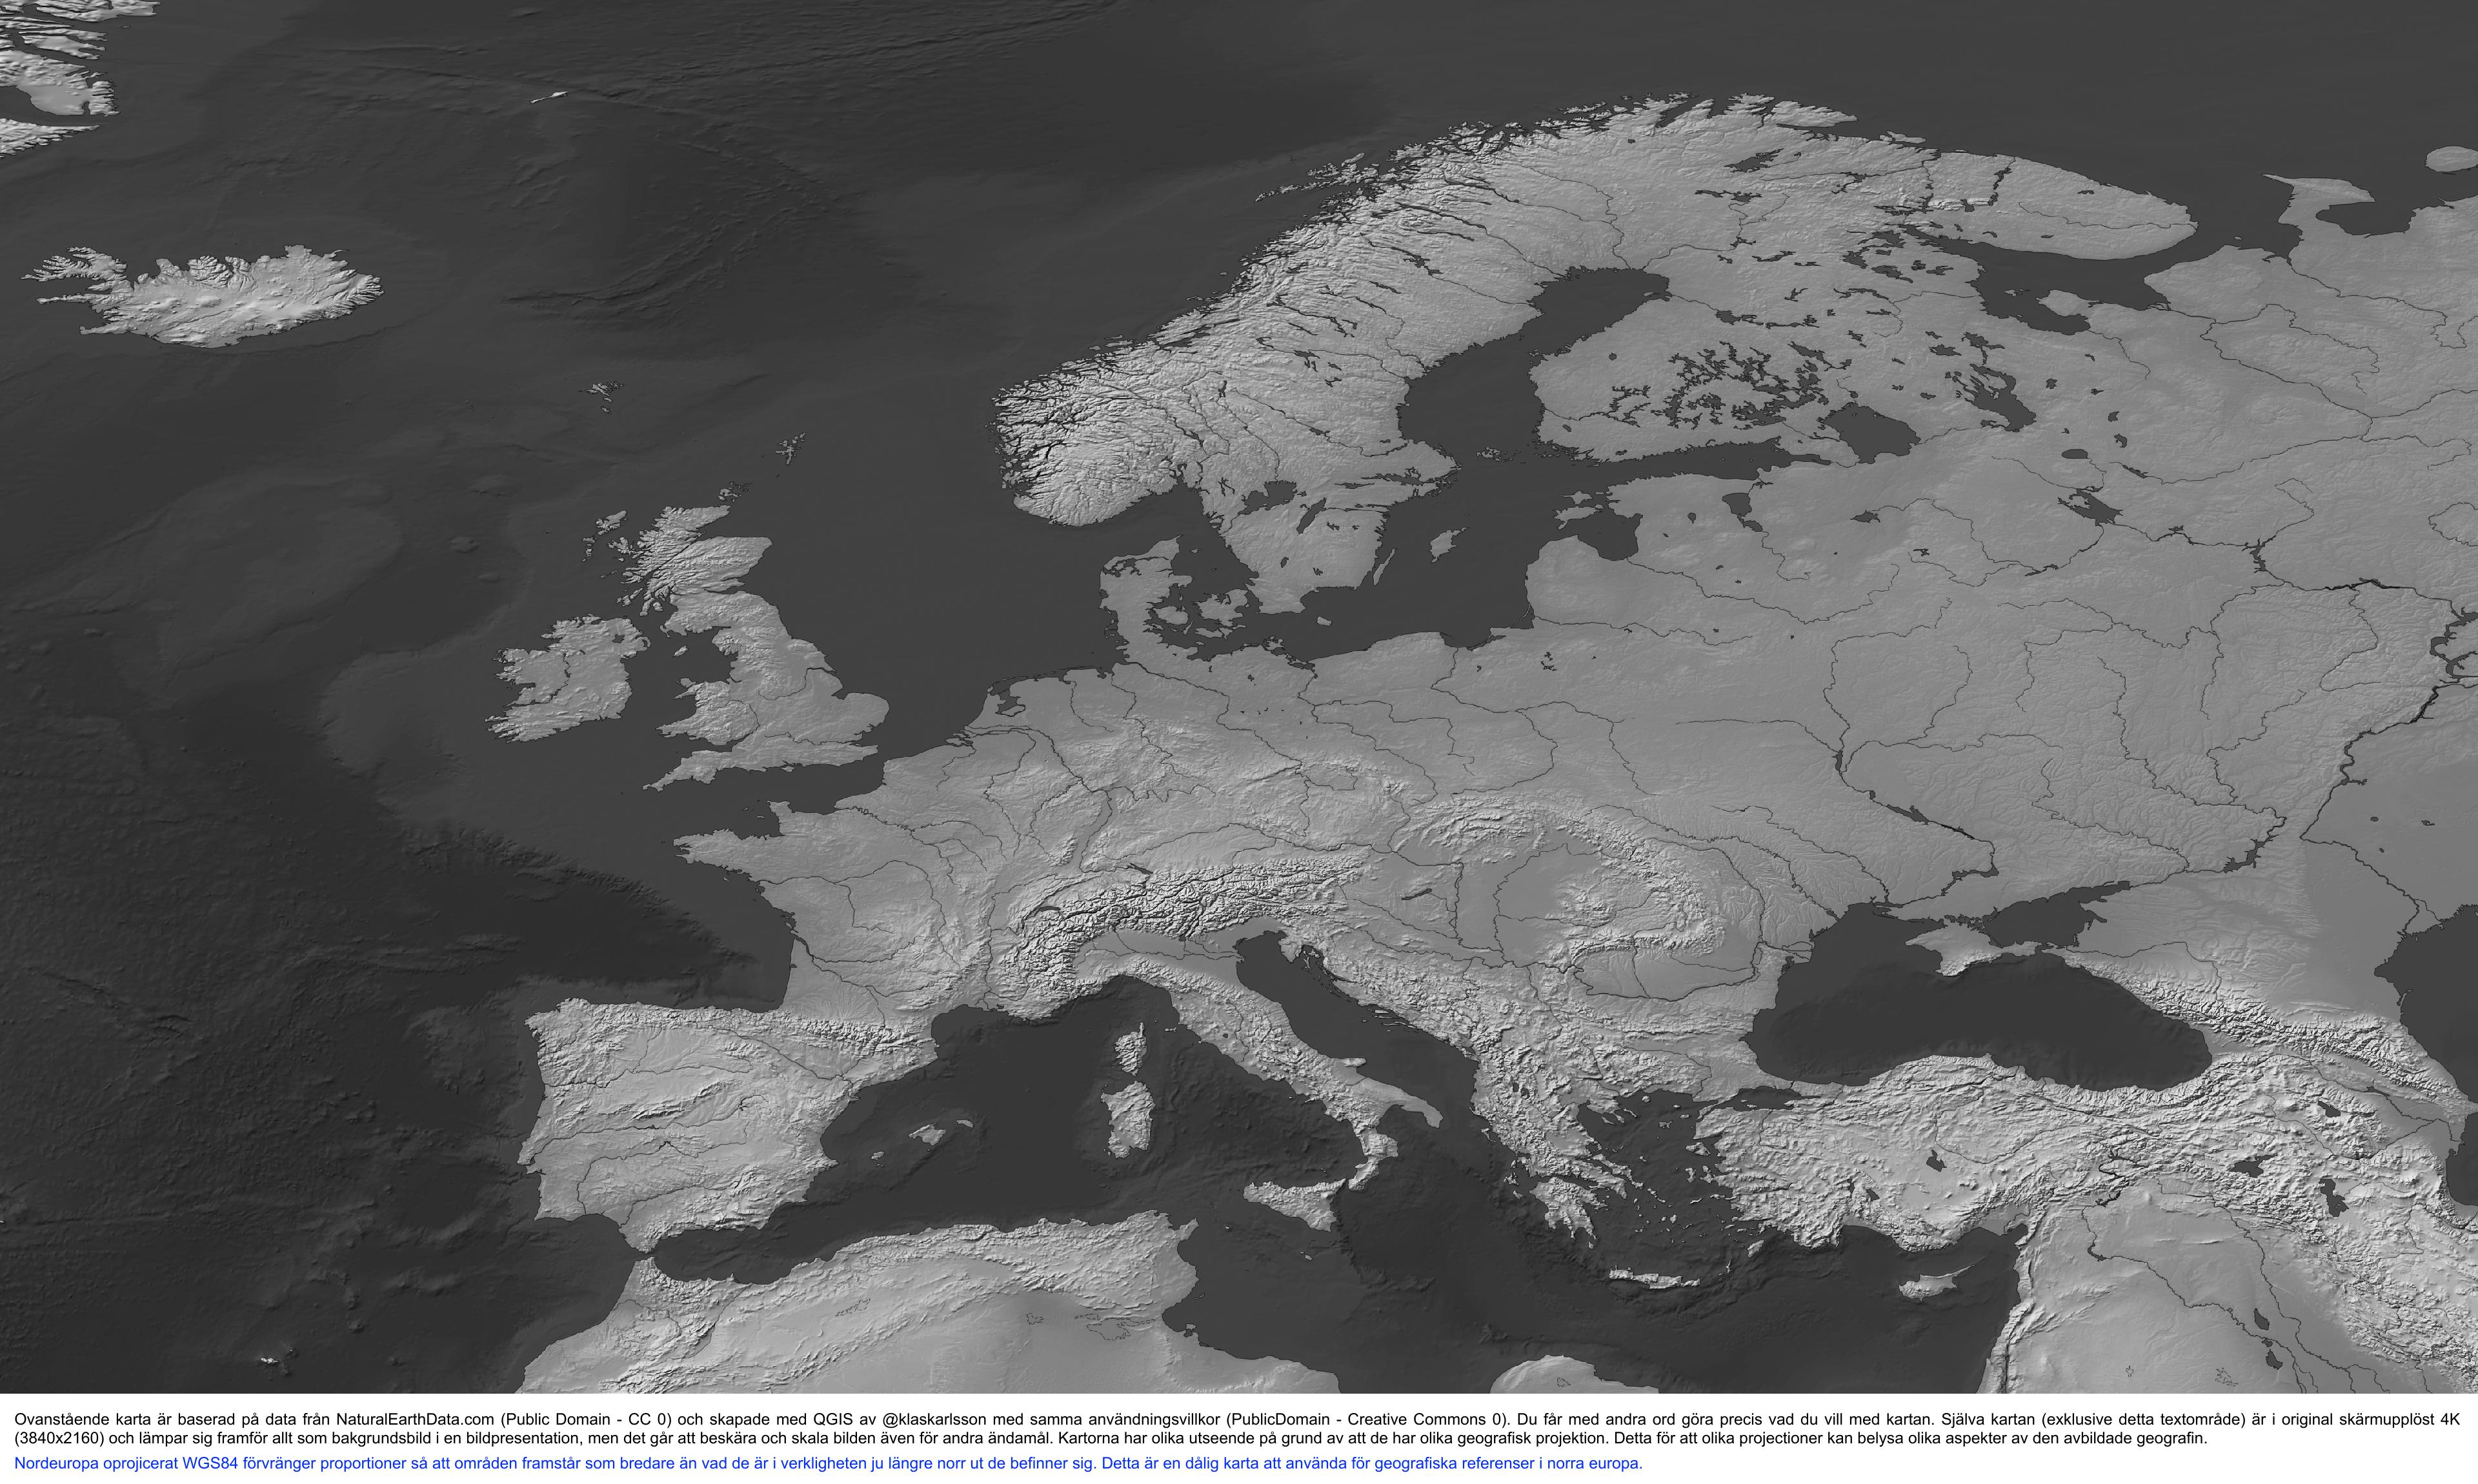 Ovanstående karta är baserad på data från NaturalEarthData.com (Public Domain - CC 0) och skapade med QGIS av @klaskarlsson med samma användningsvillkor (PublicDomain - Creative Commons 0). Du får med andra ord göra precis vad du vill med kartan. Själva kartan (exklusive detta textområde) är i original skärmupplöst 4K
(3840x2160) och lämpar sig framför allt som bakgrundsbild i en bildpresentation, men det går att beskära och skala bilden även för andra ändamål. Kartorna har olika utseende på grund av att de har olika geografisk projektion. Detta för att olika projectioner kan belysa olika aspekter av den avbildade geografin.
Nordeuropa oprojicerat WGS84 förvränger proportioner så att områden framstår som bredare än vad de är i verkligheten ju längre norr ut de befinner sig. Detta är en dålig karta att använda för geografiska referenser i norra europa.